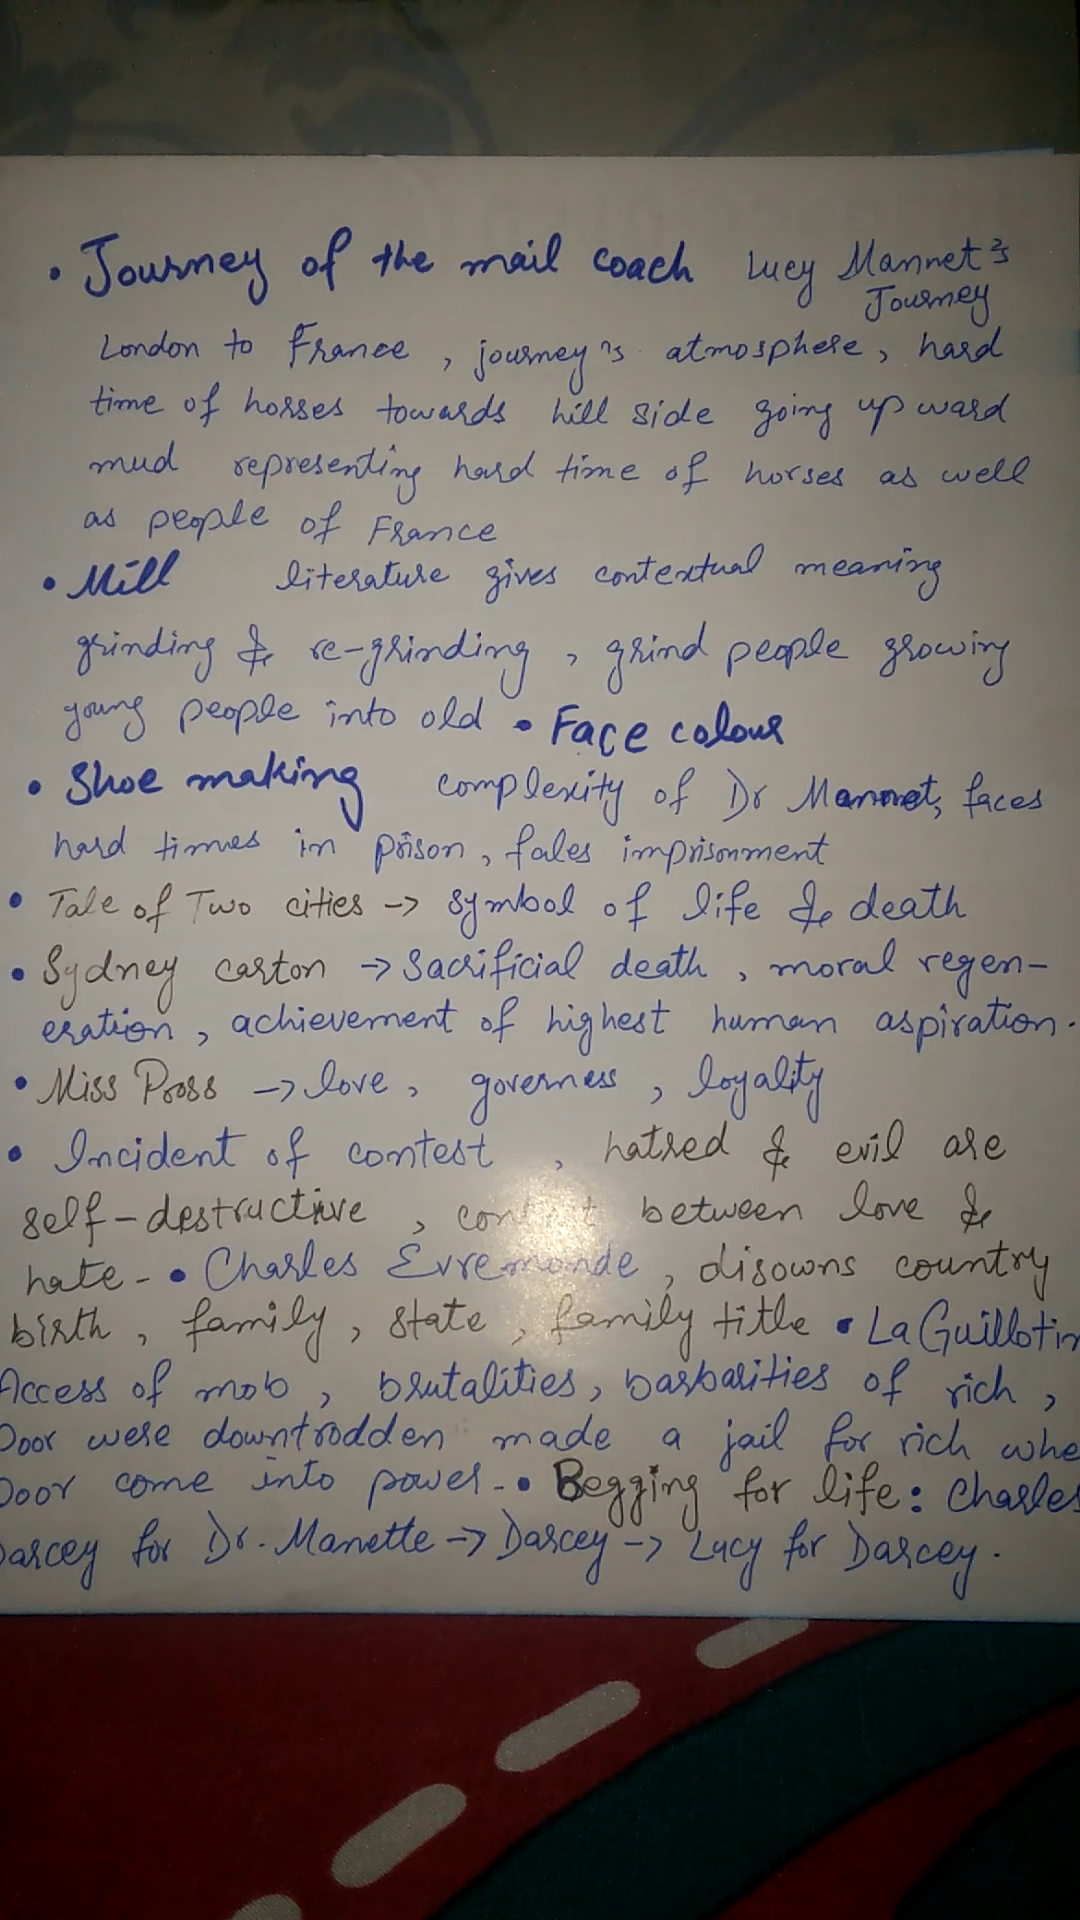 • Journey of the mail coach Lucy Mannet's
Journey
London to France, journey's atmosphere, hard
time of horses towards hill side going upward
mud representing hard time of horses as well
as people of France
• Mill literature gives contextual meaning
grinding & re-grinding, grind people growing
young people into old • Face colour
• Shoe making complexity of Dr Mannet, faces
hard times in prison, fales imprisonment
• Tale of Two cities -> symbol of life & death
• Sydney carton -> Sacrificial death, moral regen-
eration, achievement of highest human aspiration.
• Miss Pross -> love, governess, loyality
• Incident of contest, hatred & evil are
self-destructive, between love &
hate - • Charles Evremonde, disowns country
birth, family, state, family title • La Guillotin
Access of mob, brutalities, barbarities of rich,
Poor were downtrodden made a jail for rich whe
Poor come into power - • Begging for life: Charles
Darcey for Dr. Manette -> Darcey -> Lucy for Darcey.